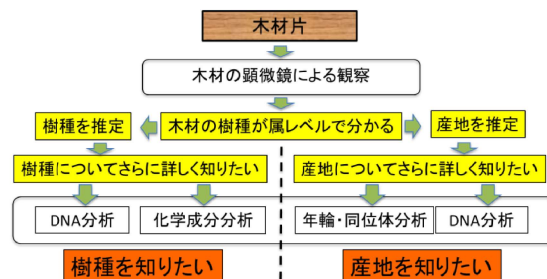 木材片
木材の顕微鏡による観察
樹種を推定
木材の樹種が属レベルで分かる
産地を推定
樹種についてさらに詳しく知りたい
産地についてさらに詳しく知りたい
DNA分析
化学成分分析
年輪・同位体分析
DNA分析
樹種を知りたい
産地を知りたい